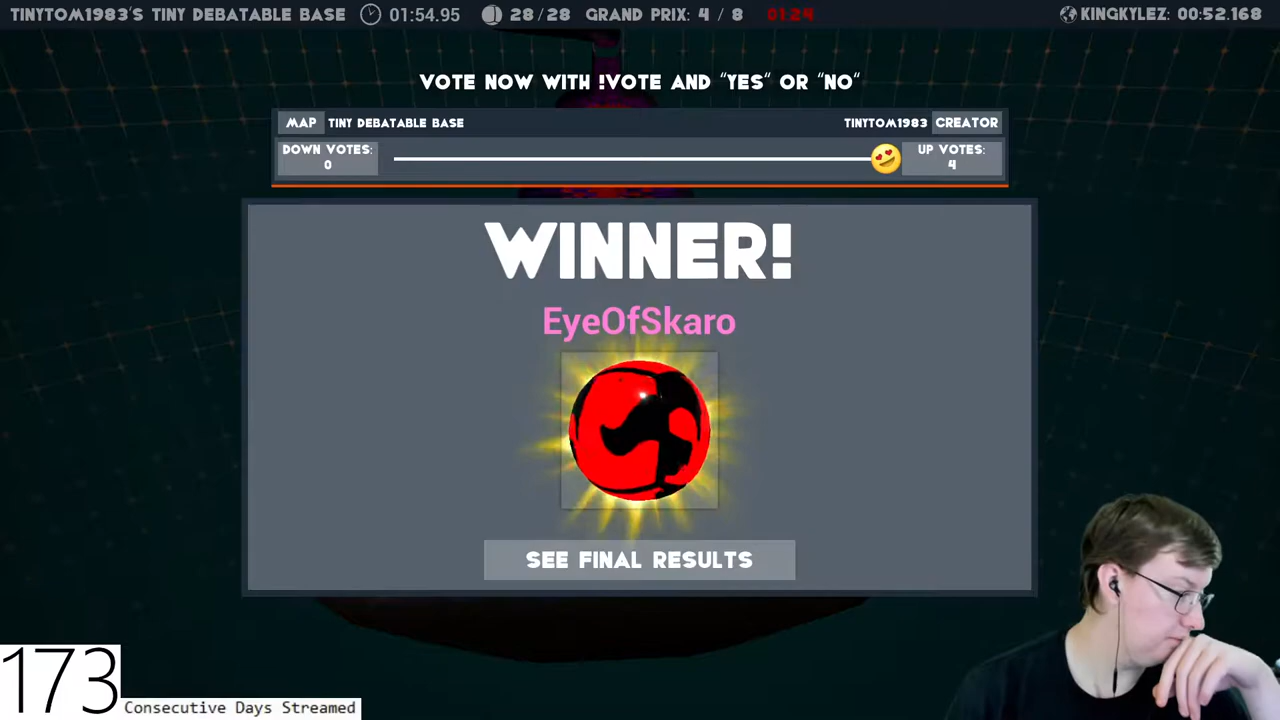 TINYTOM1983'S TINY DEBATABLE BASE 01:54.95 28/28 GRAND PRIX: 4 / 8 01:24 KINGKYLEZ: 00:52.168
VOTE NOW WITH !VOTE AND "YES" OR "NO"
MAP TINY DEBATABLE BASE TINYTOM1983 CREATOR
DOWN VOTES:
0
UP VOTES:
4
WINNER!
EyeOfSkaro
SEE FINAL RESULTS
173
Consecutive Days Streamed